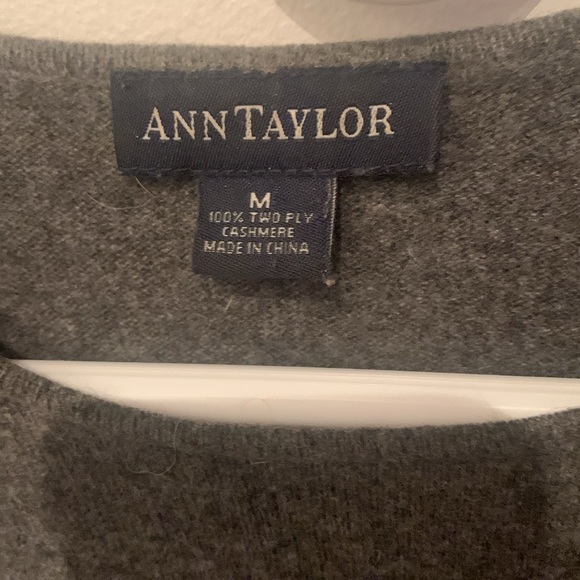 ANN TAYLOR
M
100% TWO PLY
CASHMERE
MADE IN CHINA